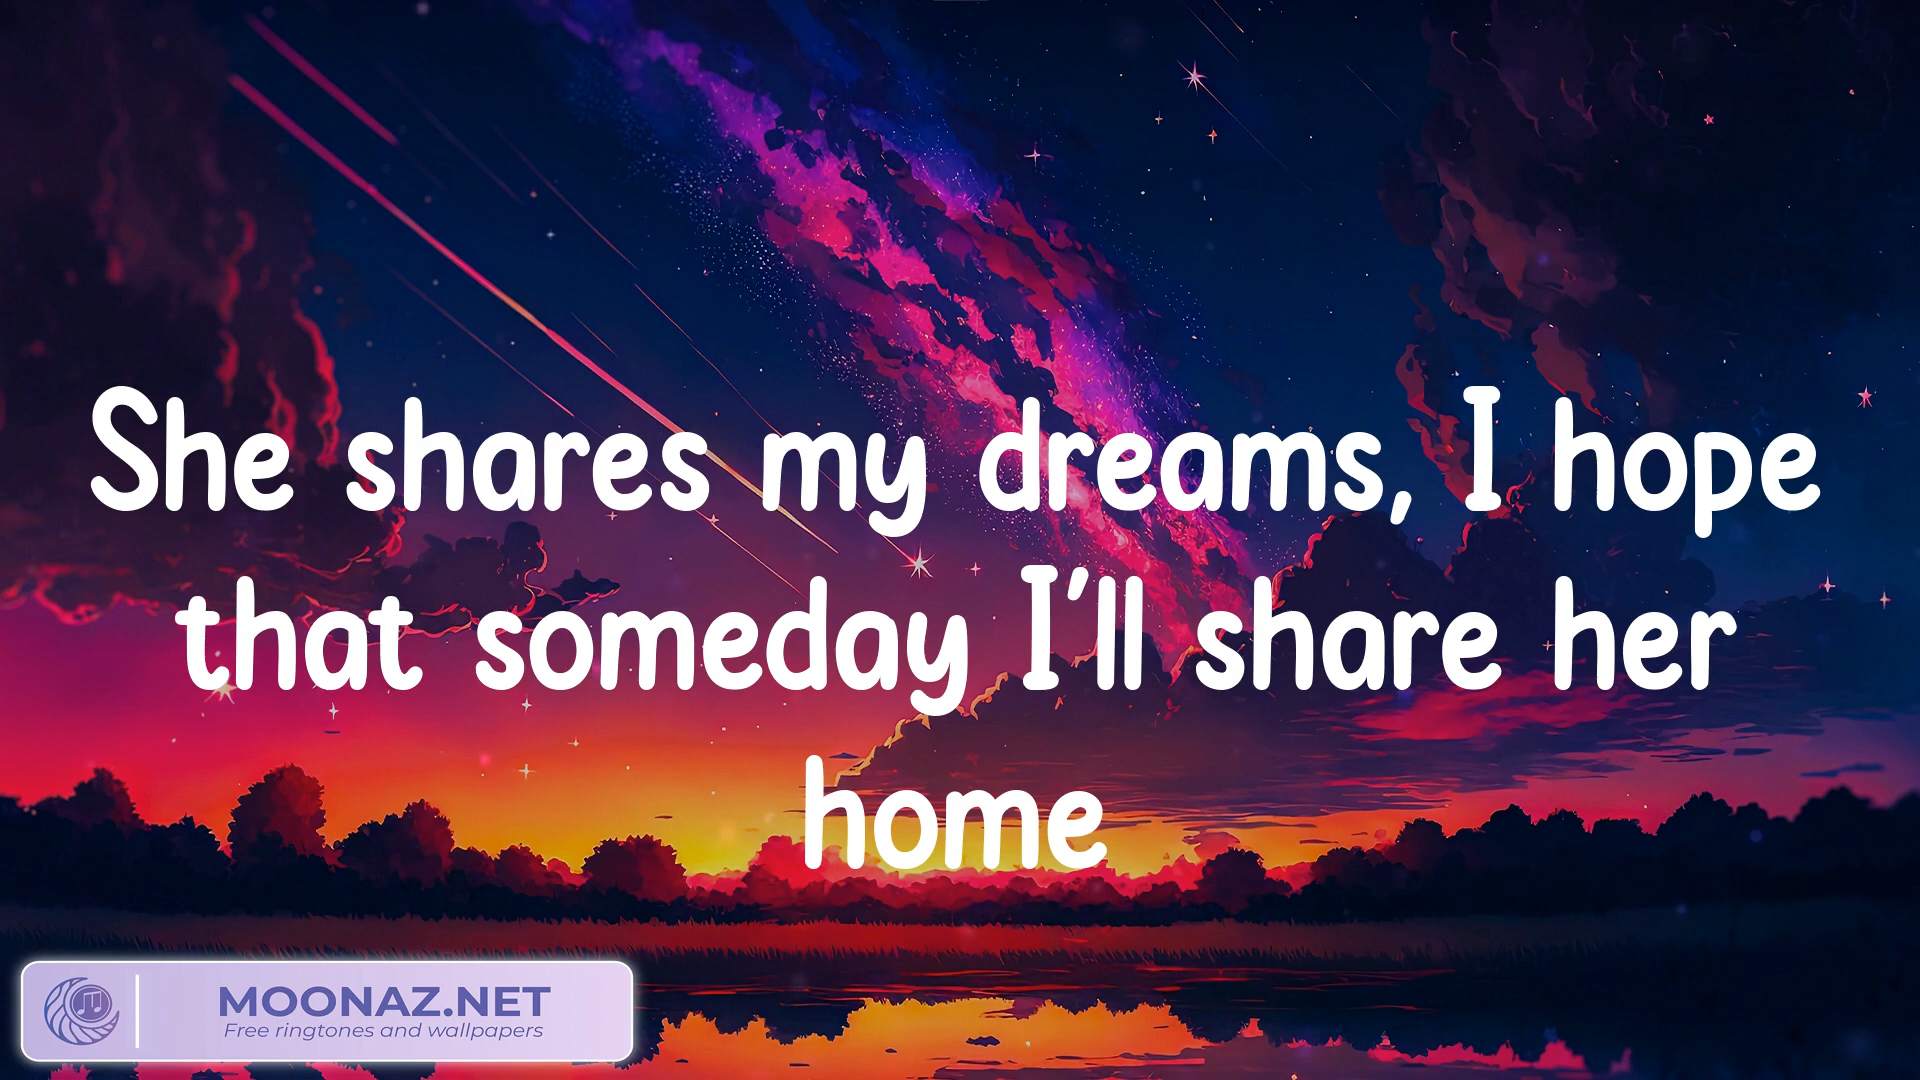 She shares my dreams, I hope
that someday I'll share her
home
MOONAZ.NET
Free ringtones and wallpapers